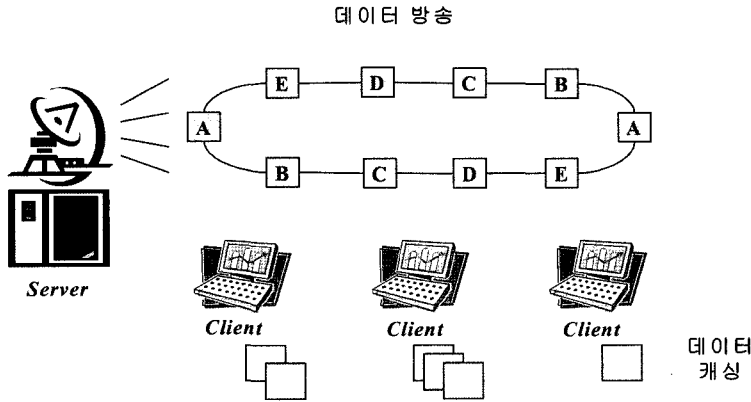 데이터 방송
E D C B
A A
B C D E
Server
Client Client Client
데이터
캐싱